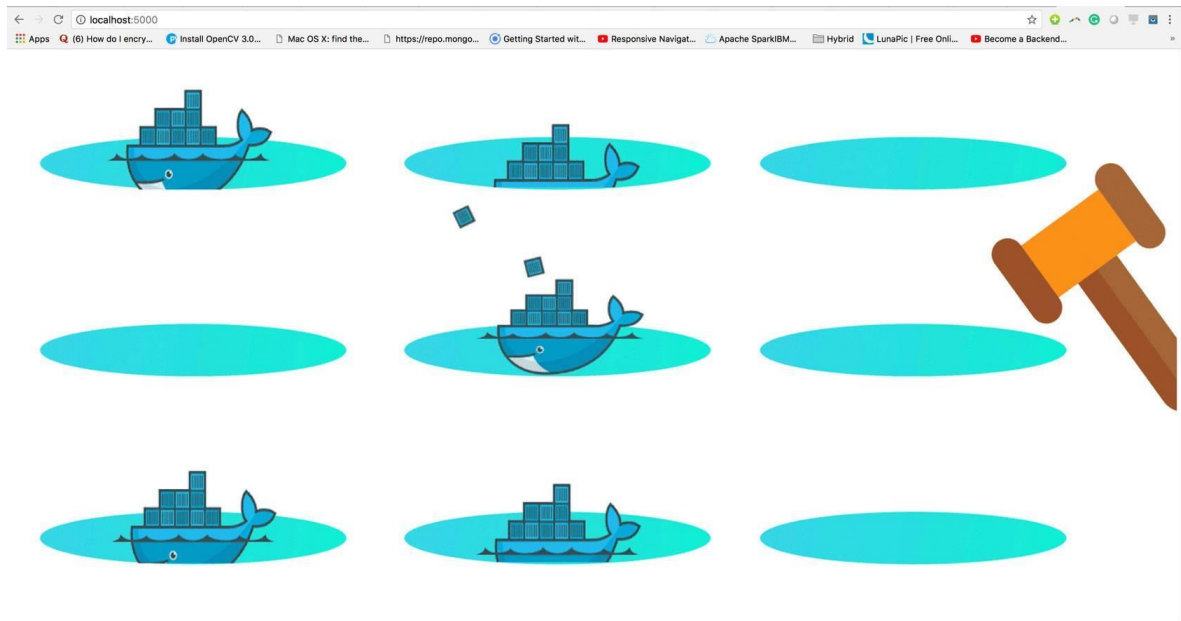 localhost:5000
Apps (6) How do I encry... Install OpenCV 3.0... Mac OS X: find the... https://repo.mongo... Getting Started wit... Responsive Navigat... Apache SparkIBM... Hybrid LunaPic | Free Onli... Become a Backend... »